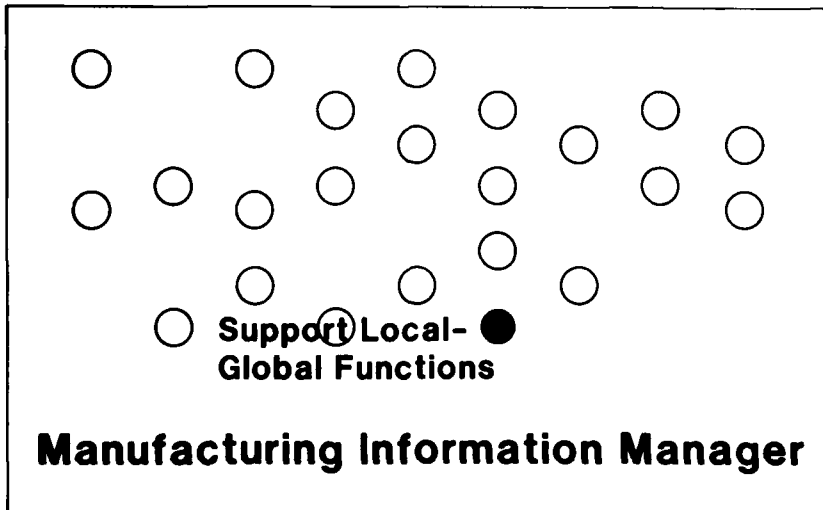 Support Local-
Global Functions
Manufacturing Information Manager